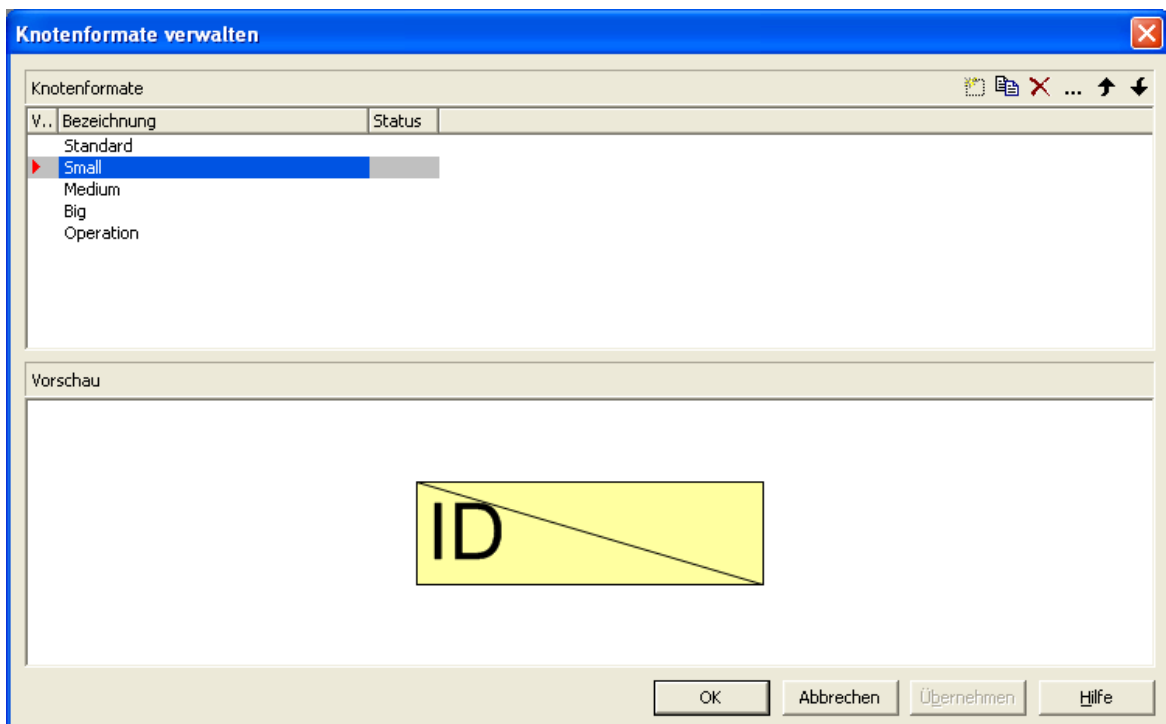 Knotenformate verwalten
Knotenformate
...
V.. Bezeichnung Status
Standard
Small
Medium
Big
Operation
Vorschau
ID
OK Abbrechen Übernehmen Hilfe